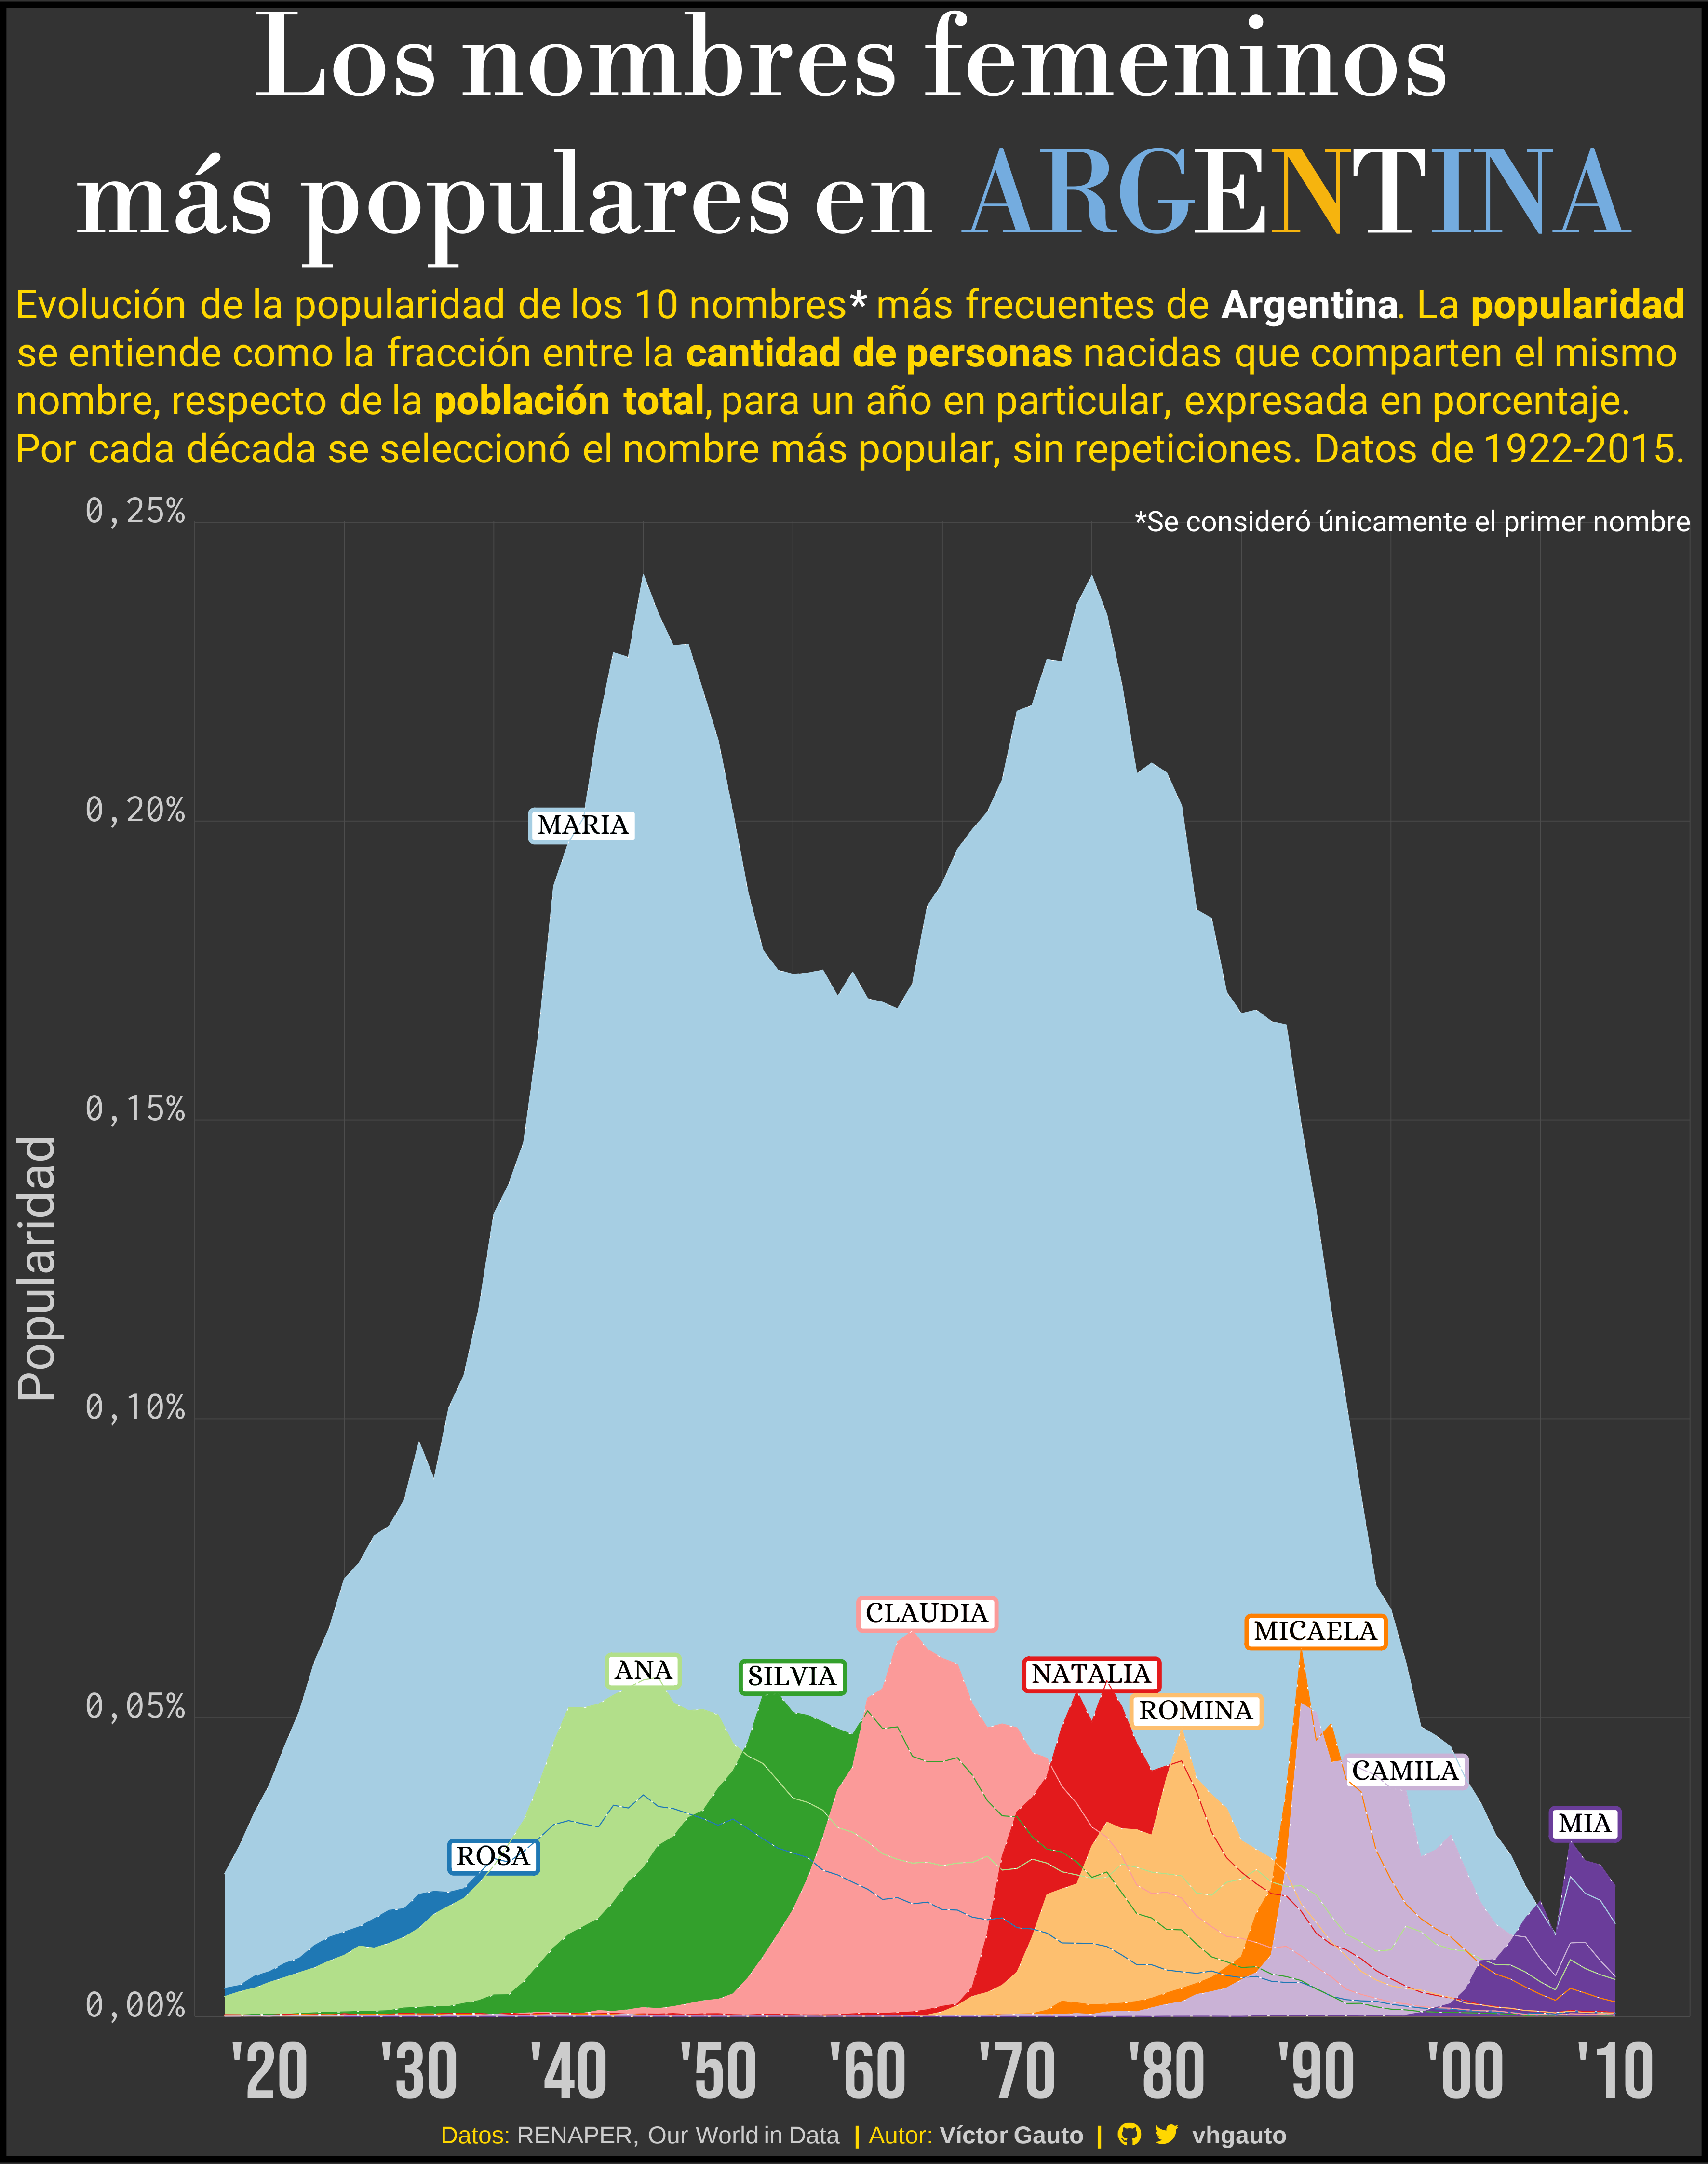 Los nombres femeninos
más populares en ARGENTINA
Evolución de la popularidad de los 10 nombres* más frecuentes de Argentina. La popularidad
se entiende como la fracción entre la cantidad de personas nacidas que comparten el mismo
nombre, respecto de la población total, para un año en particular, expresada en porcentaje.
Por cada década se seleccionó el nombre más popular, sin repeticiones. Datos de 1922-2015.
*Se consideró únicamente el primer nombre
0,25%
0,20%
0,15%
0,10%
0,05%
0,00%
Popularidad
MARIA
CLAUDIA
MICAELA
ANA
SILVIA
NATALIA
ROMINA
CAMILA
MIA
ROSA
'20 '30 '40 '50 '60 '70 '80 '90 '00 '10
Datos: RENAPER, Our World in Data | Autor: Víctor Gauto | vhgauto